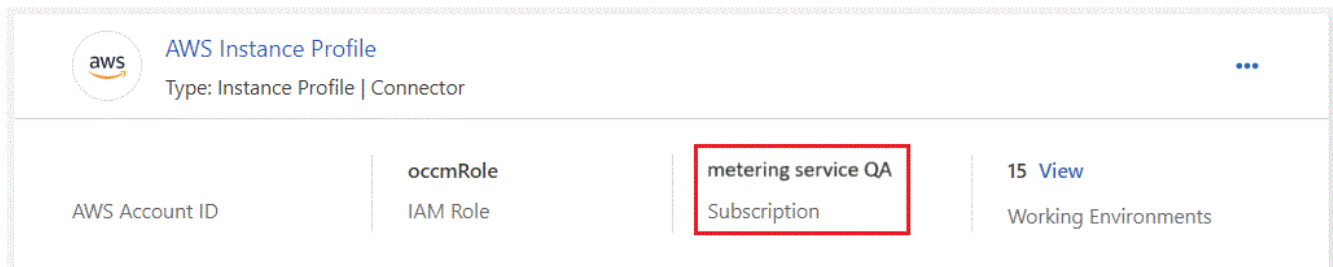 aws
AWS Instance Profile
Type: Instance Profile | Connector
AWS Account ID
occmRole
IAM Role
metering service QA
Subscription
15 View
Working Environments